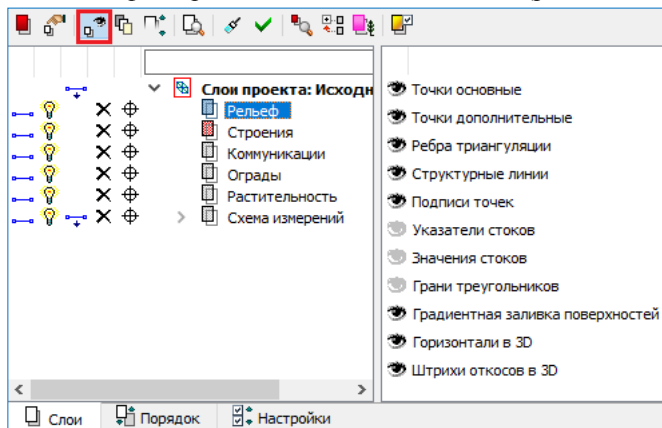 Слои проекта: Исходн
Рельеф
Строения
Коммуникации
Ограды
Растительность
Схема измерений
Точки основные
Точки дополнительные
Ребра триангуляции
Структурные линии
Подписи точек
Указатели стоков
Значения стоков
Грани треугольников
Градиентная заливка поверхностей
Горизонтали в 3D
Штрихи откосов в 3D
Слои
Порядок
Настройки